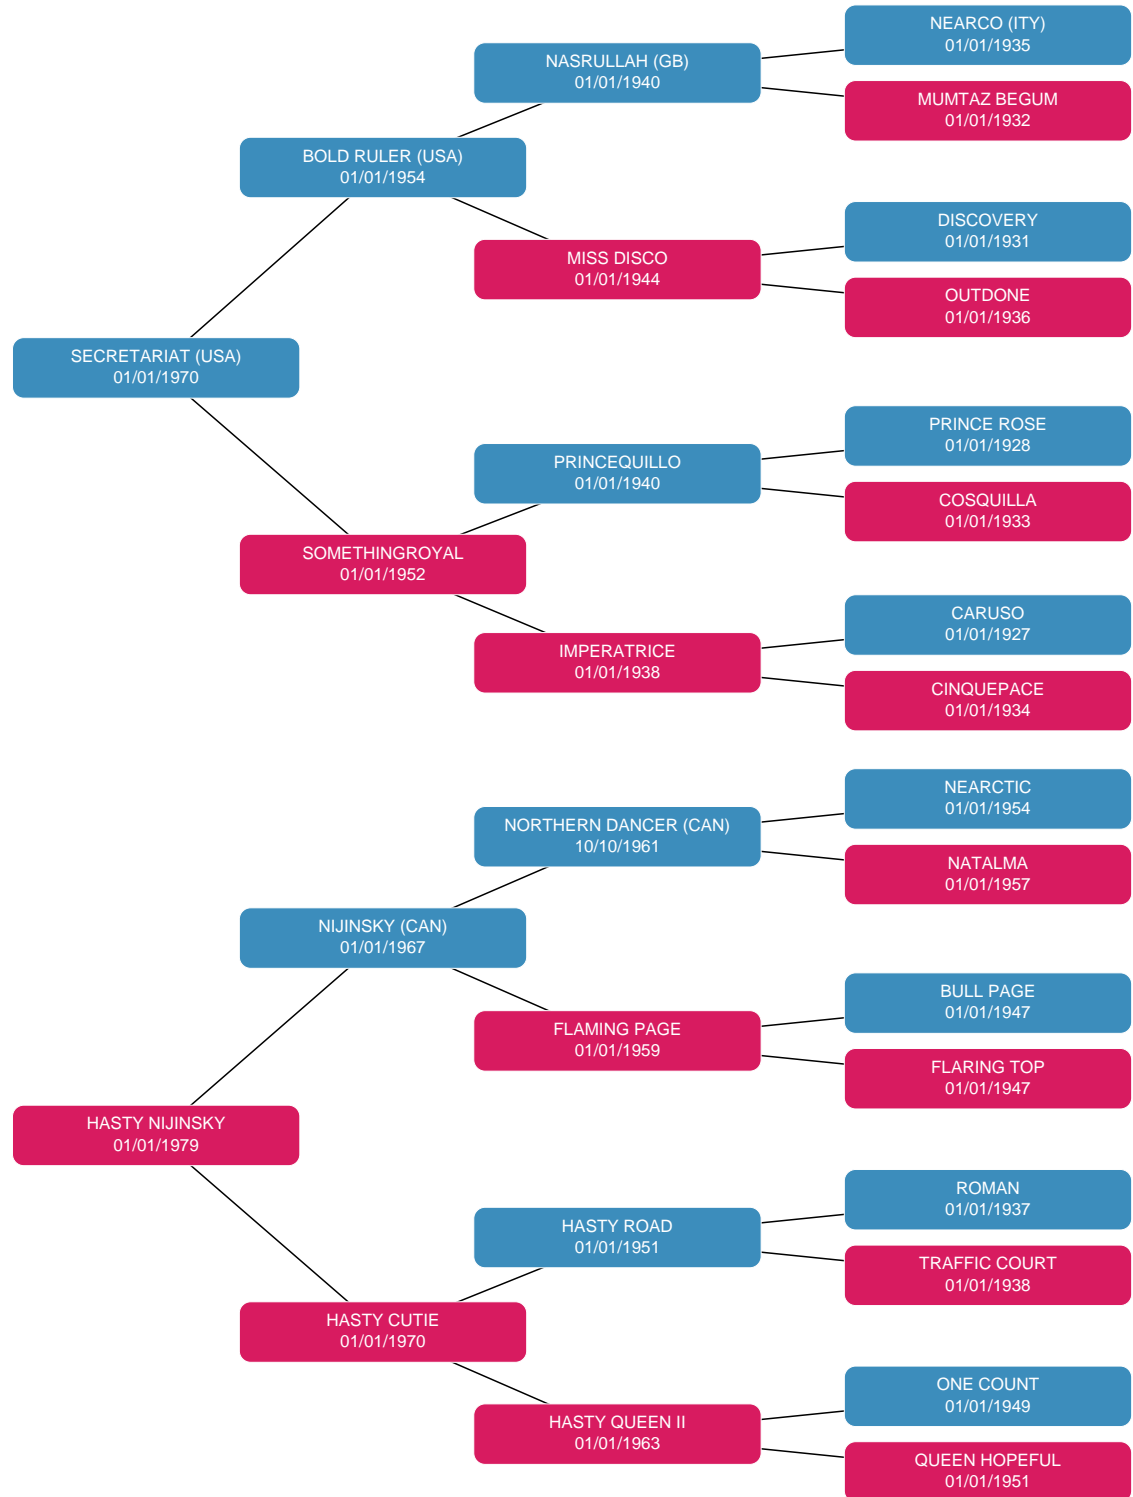 NEARCO (ITY)
01/01/1935
NASRULLAH (GB)
01/01/1940
MUMTAZ BEGUM
01/01/1932
BOLD RULER (USA)
01/01/1954
DISCOVERY
01/01/1931
MISS DISCO
01/01/1944
OUTDONE
01/01/1936
SECRETARIAT (USA)
01/01/1970
PRINCE ROSE
01/01/1928
PRINCEQUILLO
01/01/1940
COSQUILLA
01/01/1933
SOMETHINGROYAL
01/01/1952
CARUSO
01/01/1927
IMPERATRICE
01/01/1938
CINQUEPACE
01/01/1934
NEARCTIC
01/01/1954
NORTHERN DANCER (CAN)
10/10/1961
NATALMA
01/01/1957
NIJINSKY (CAN)
01/01/1967
BULL PAGE
01/01/1947
FLAMING PAGE
01/01/1959
FLARING TOP
01/01/1947
HASTY NIJINSKY
01/01/1979
ROMAN
01/01/1937
HASTY ROAD
01/01/1951
TRAFFIC COURT
01/01/1938
HASTY CUTIE
01/01/1970
ONE COUNT
01/01/1949
HASTY QUEEN II
01/01/1963
QUEEN HOPEFUL
01/01/1951